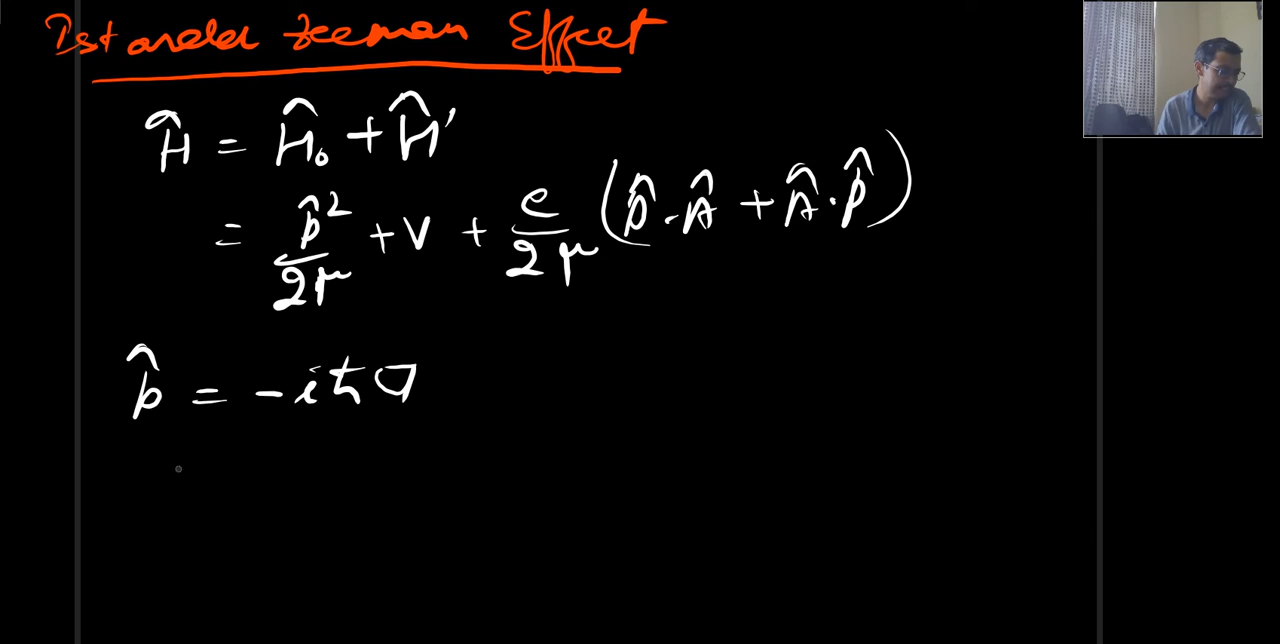 Ist order Zeeman Effect
Ĥ = Ĥ₀ + Ĥ'
= p̂²/2μ + V + e/2μ (p̂ . Â + Â . p̂)
p̂ = -iħ∇